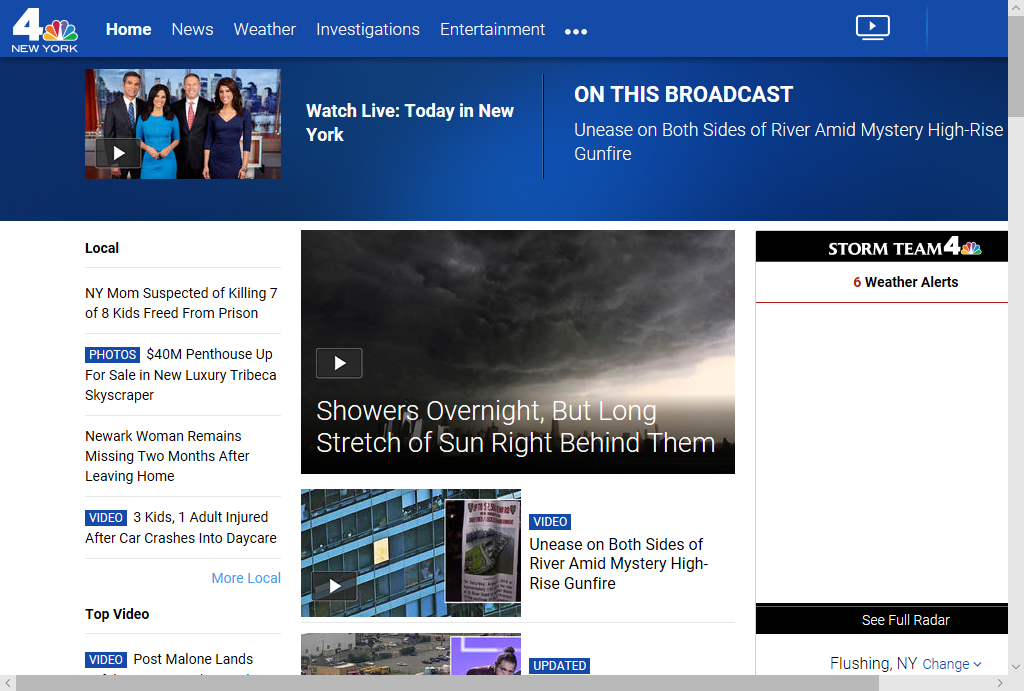 4
NEW YORK
Home
News
Weather
Investigations
Entertainment
Watch Live: Today in New
York
ON THIS BROADCAST
Unease on Both Sides of River Amid Mystery High-Rise
Gunfire
Local
NY Mom Suspected of Killing 7
of 8 Kids Freed From Prison
PHOTOS $40M Penthouse Up
For Sale in New Luxury Tribeca
Skyscraper
Newark Woman Remains
Missing Two Months After
Leaving Home
VIDEO 3 Kids, 1 Adult Injured
After Car Crashes Into Daycare
More Local
Top Video
VIDEO Post Malone Lands
Showers Overnight, But Long
Stretch of Sun Right Behind Them
VIDEO
Unease on Both Sides of
River Amid Mystery High-
Rise Gunfire
UPDATED
STORM TEAM 4
6 Weather Alerts
See Full Radar
Flushing, NY Change